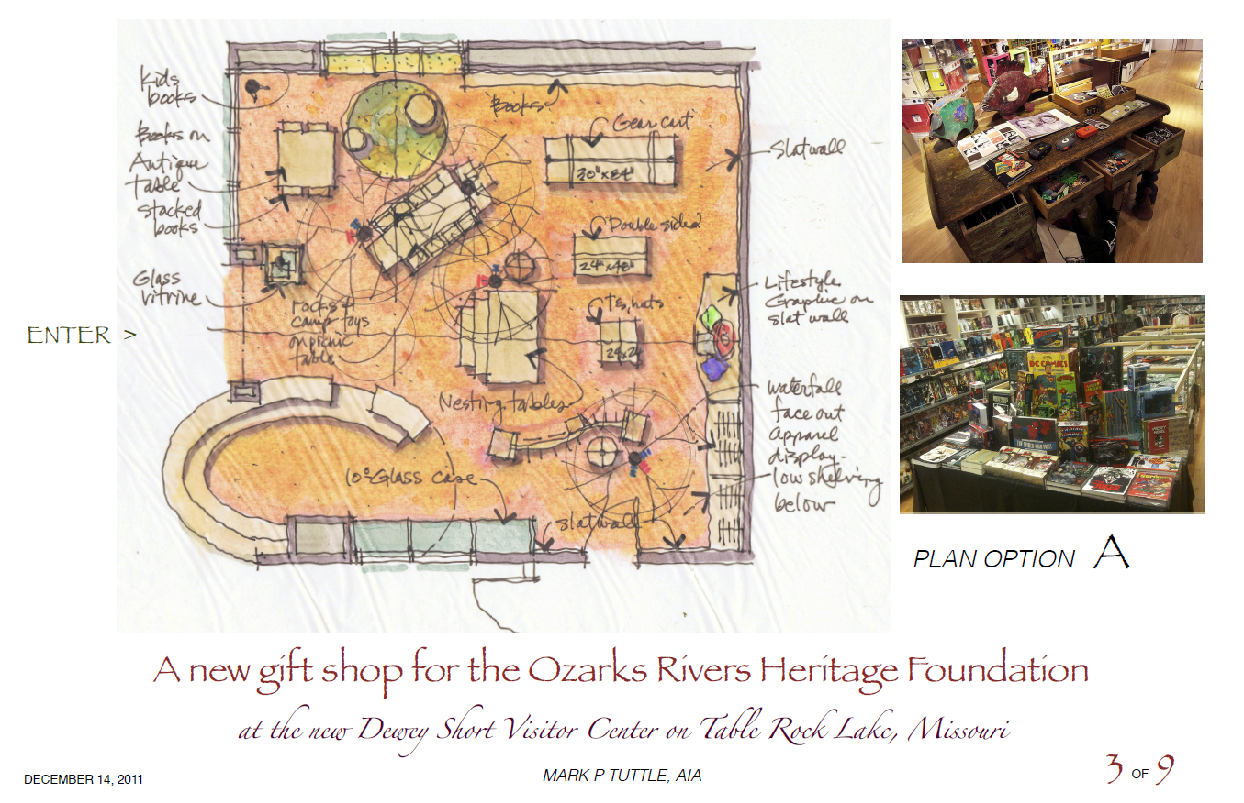 Kids
books
Books on
Antique
table
stacked
books
Glass
vitrine
ENTER >
Books
Gear cart
30"x84"
Double sided
24"x48"
T's, hats
rocks +
camp toys
on picnic
table
Nesting tables
10° Glass case
slatwall
Slatwall
Lifestyle
Graphic on
slat wall
waterfall
face out
apparel
display-
low shelving
below
PLAN OPTION A
A new gift shop for the Ozarks Rivers Heritage Foundation
at the new Dewey Short Visitor Center on Table Rock Lake, Missouri
DECEMBER 14, 2011
MARK P TUTTLE, AIA
3 OF 9